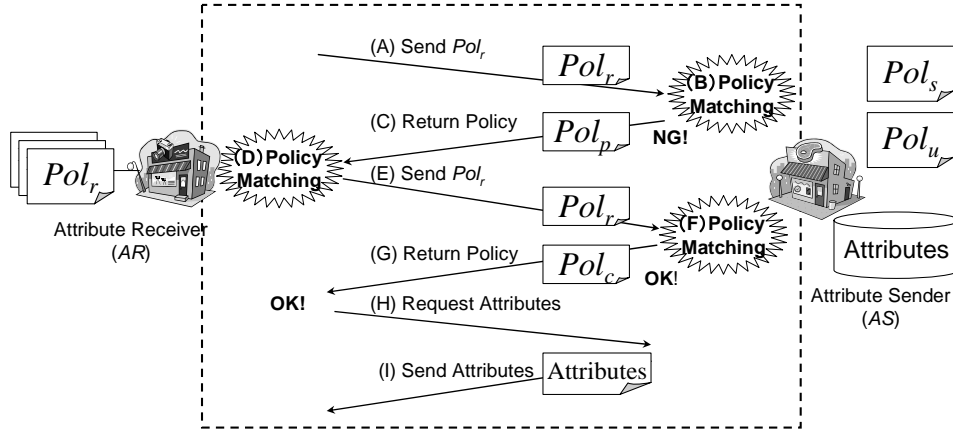 (A) Send Pol_r
Pol_r
(B) Policy
Matching
NG!
(C) Return Policy
Pol_p
(D) Policy
Matching
(E) Send Pol_r
Pol_r
(F) Policy
Matching
OK!
(G) Return Policy
Pol_c
OK!
(H) Request Attributes
(I) Send Attributes
Attributes
Pol_r
Attribute Receiver
(AR)
Pol_s
Pol_u
Attributes
Attribute Sender
(AS)